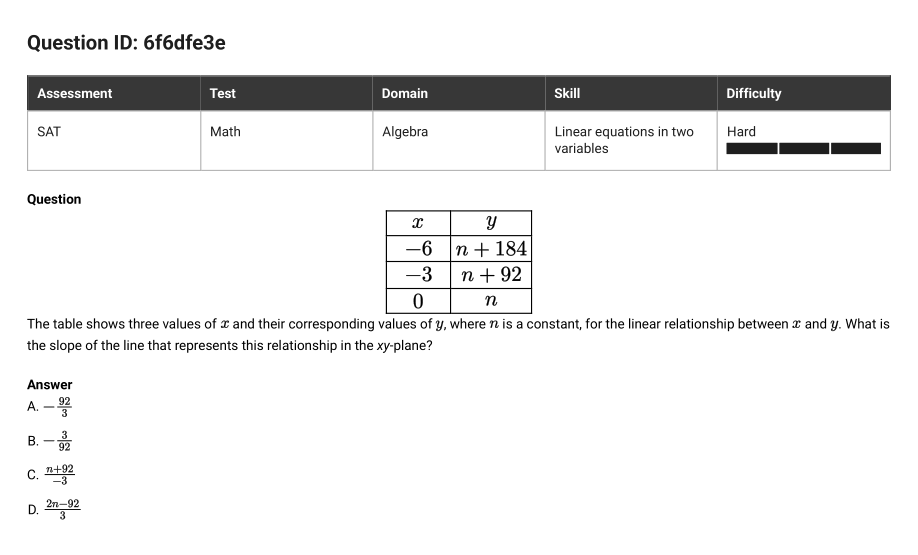 Question ID: 6f6dfe3e
Assessment Test Domain Skill Difficulty
SAT Math Algebra Linear equations in two variables Hard
Question
x y
−6 n + 184
−3 n + 92
0 n
The table shows three values of x and their corresponding values of y, where n is a constant, for the linear relationship between x and y. What is
the slope of the line that represents this relationship in the xy-plane?
Answer
A. −92/3
B. −3/92
C. n+92/−3
D. 2n−92/3